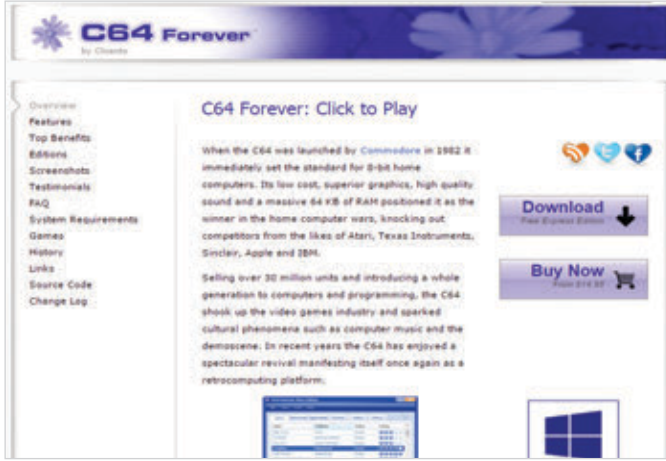 C64 Forever
by Cloanto
Overview
Features
Top Benefits
Editions
Screenshots
Testimonials
FAQ
System Requirements
Games
History
Links
Source Code
Change Log
C64 Forever: Click to Play
When the C64 was launched by Commodore in 1982 it
immediately set the standard for 8-bit home
computers. Its low cost, superior graphics, high quality
sound and a massive 64 KB of RAM positioned it as the
winner in the home computer wars, knocking out
competitors from the likes of Atari, Texas Instruments,
Sinclair, Apple and IBM.
Selling over 30 million units and introducing a whole
generation to computers and programming, the C64
shook up the video games industry and sparked
cultural phenomena such as computer music and the
demoscene. In recent years the C64 has enjoyed a
spectacular revival manifesting itself once again as a
retrocomputing platform.
Download
Free Express Edition
Buy Now